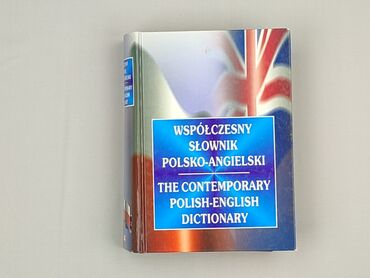 WSPÓŁCZESNY
SŁOWNIK
POLSKO-ANGIELSKI
THE CONTEMPORARY
POLISH-ENGLISH
DICTIONARY